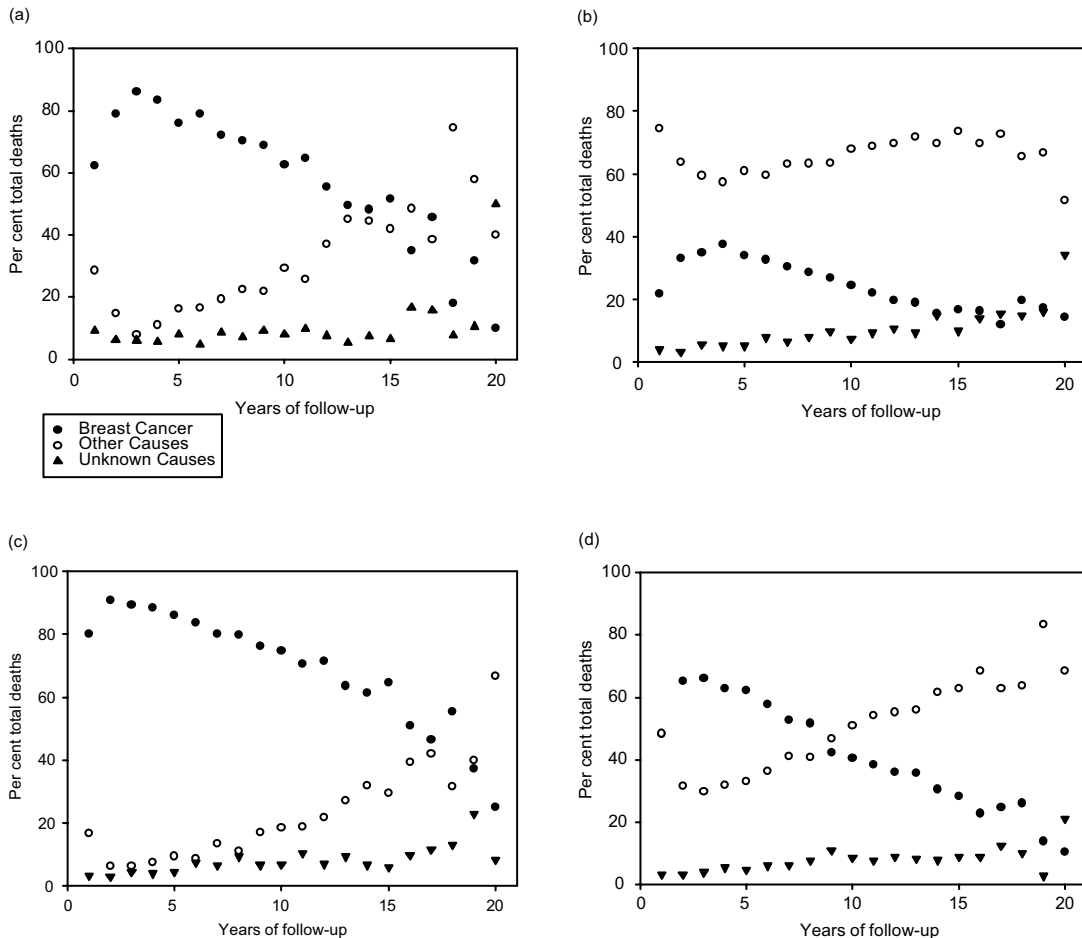 (a)
(b)
100
80
60
40
20
0
Per cent total deaths
0 5 10 15 20
Years of follow-up
100
80
60
40
20
0
Per cent total deaths
0 5 10 15 20
Years of follow-up
Breast Cancer
Other Causes
Unknown Causes
(c)
(d)
100
80
60
40
20
0
Per cent total deaths
0 5 10 15 20
Years of follow-up
100
80
60
40
20
0
Per cent total deaths
0 5 10 15 20
Years of follow-up